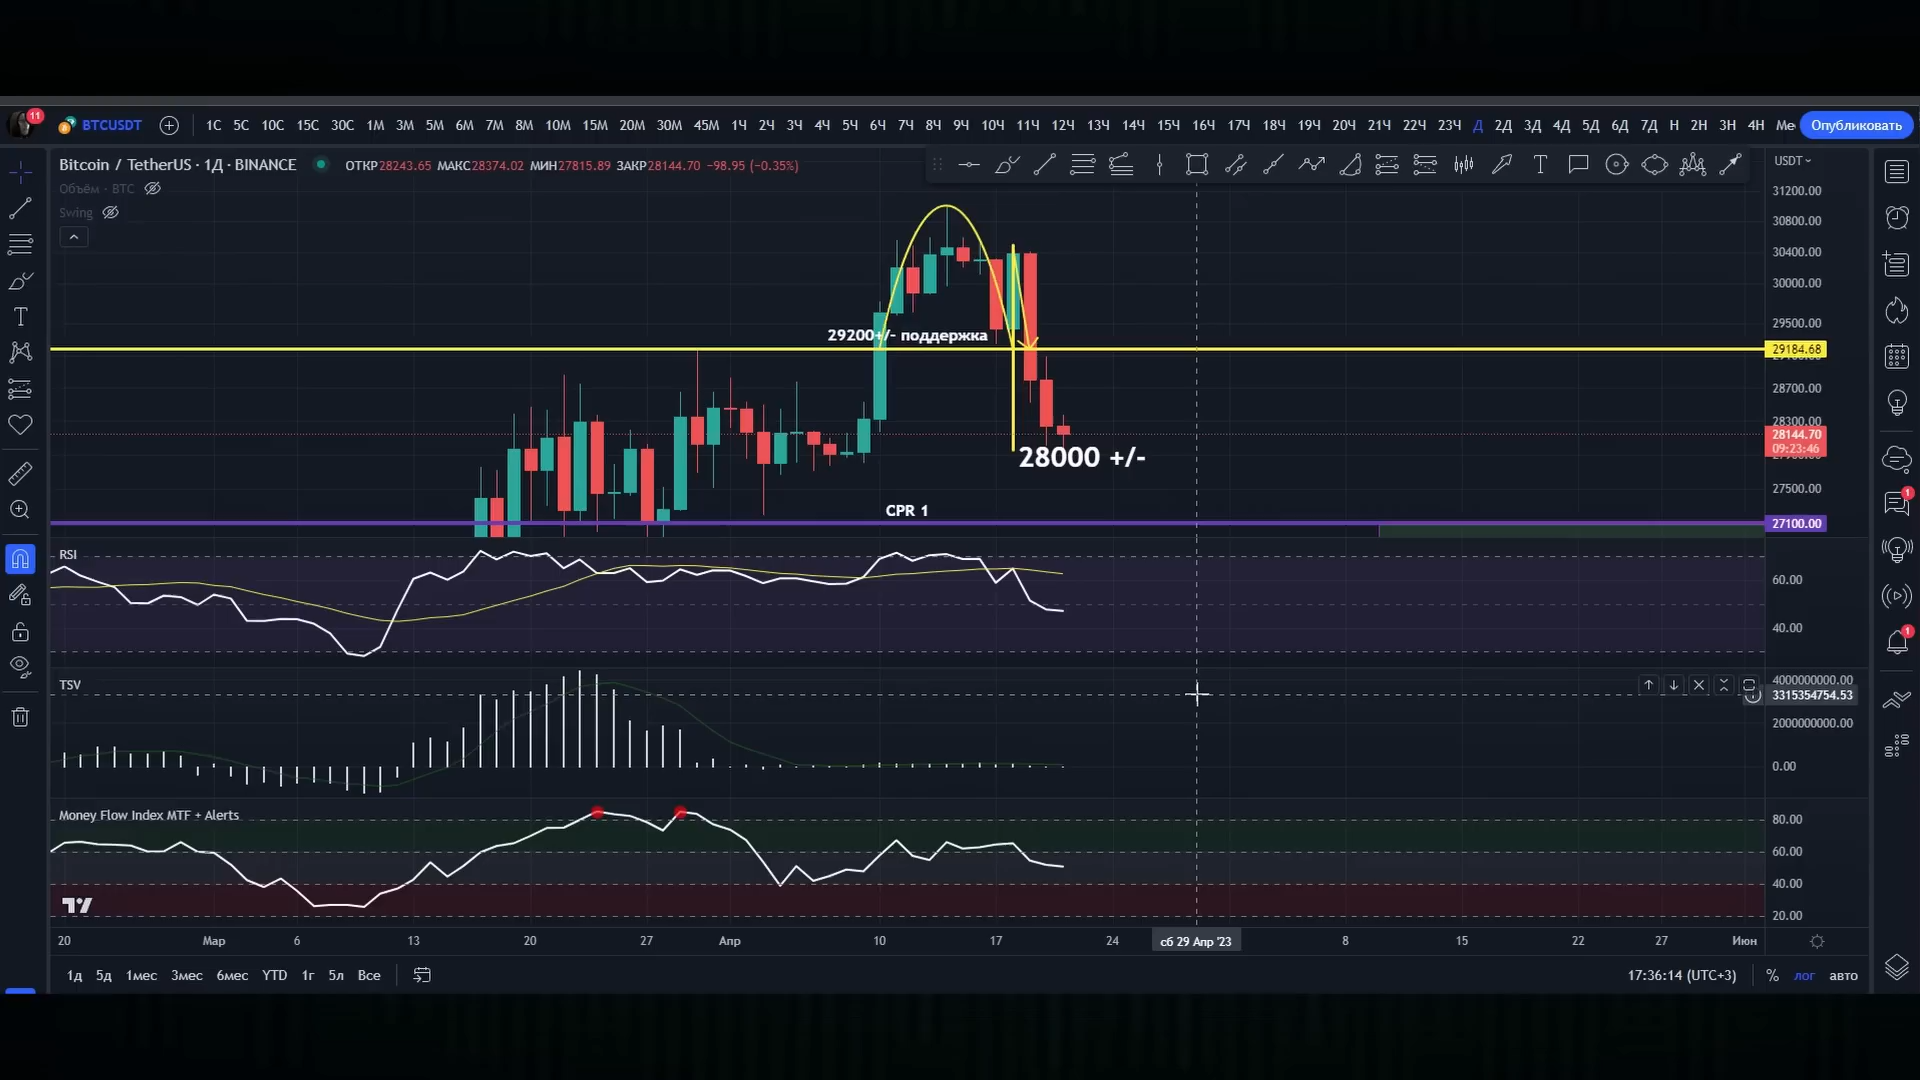 11
BTCUSDT
1С 5С 10С 15С 30С 1М 3М 5М 6М 7М 8М 10М 15М 20М 30М 45М 1Ч 2Ч 3Ч 4Ч 5Ч 6Ч 7Ч 8Ч 9Ч 10Ч 11Ч 12Ч 13Ч 14Ч 15Ч 16Ч 17Ч 18Ч 19Ч 20Ч 21Ч 22Ч 23Ч Д 2Д 3Д 4Д 5Д 6Д 7Д Н 2Н 3Н 4Н Ме
Опубликовать
Bitcoin / TetherUS · 1Д · BINANCE
ОТКР28243.65 МАКС28374.02 МИН27815.89 ЗАКР28144.70 −98.95 (−0.35%)
USDT
Объём · BTC
Swing
31200.00
30800.00
30400.00
30000.00
29500.00
29200+/- поддержка
29184.68
28700.00
28300.00
28144.70
09:23:46
28000 +/-
27500.00
CPR 1
27100.00
RSI
60.00
40.00
TSV
4000000000.00
3315354754.53
2000000000.00
0.00
Money Flow Index MTF + Alerts
80.00
60.00
40.00
20.00
20 Мар 6 13 20 27 Апр 10 17 24 сб 29 Апр '23 8 15 22 27 Июн
1д 5д 1мес 3мес 6мес YTD 1г 5л Все
17:36:14 (UTC+3) % лог авто
1
1